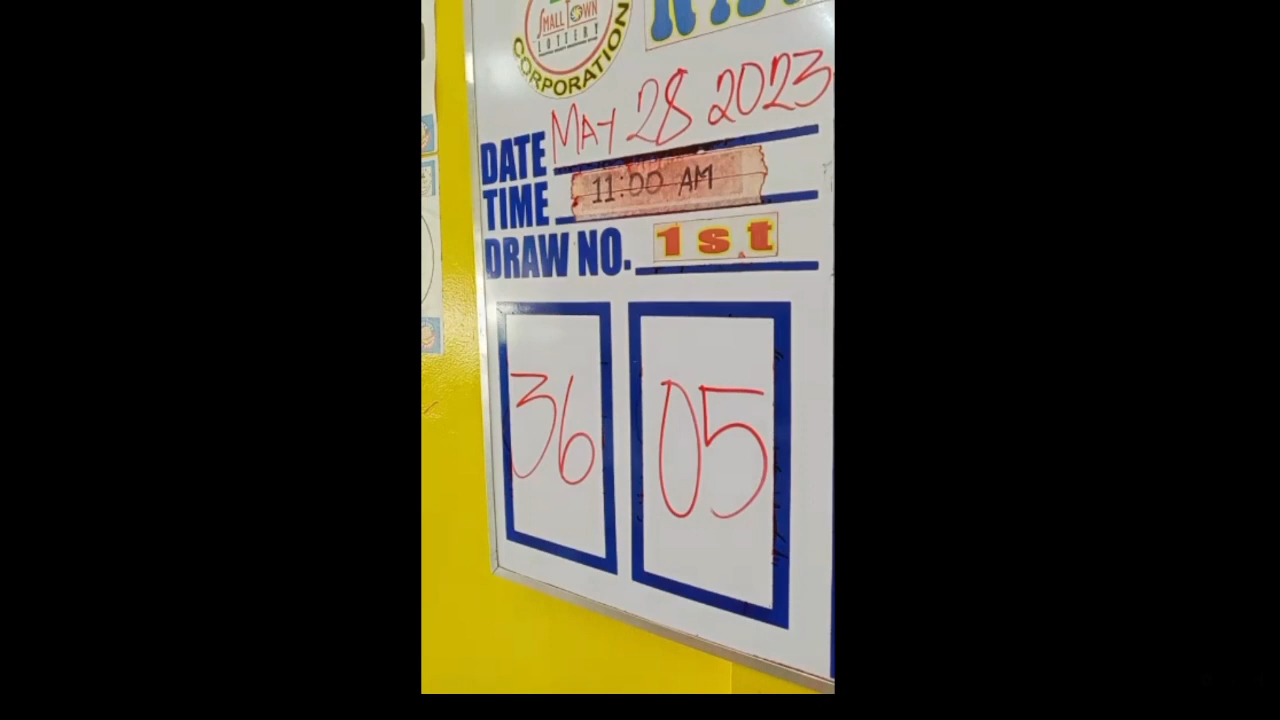 SMALL TOWN
LOTTERY
CORPORATION
DATE MAY 28 2023
TIME 11:00 AM
DRAW NO. 1st
36 05